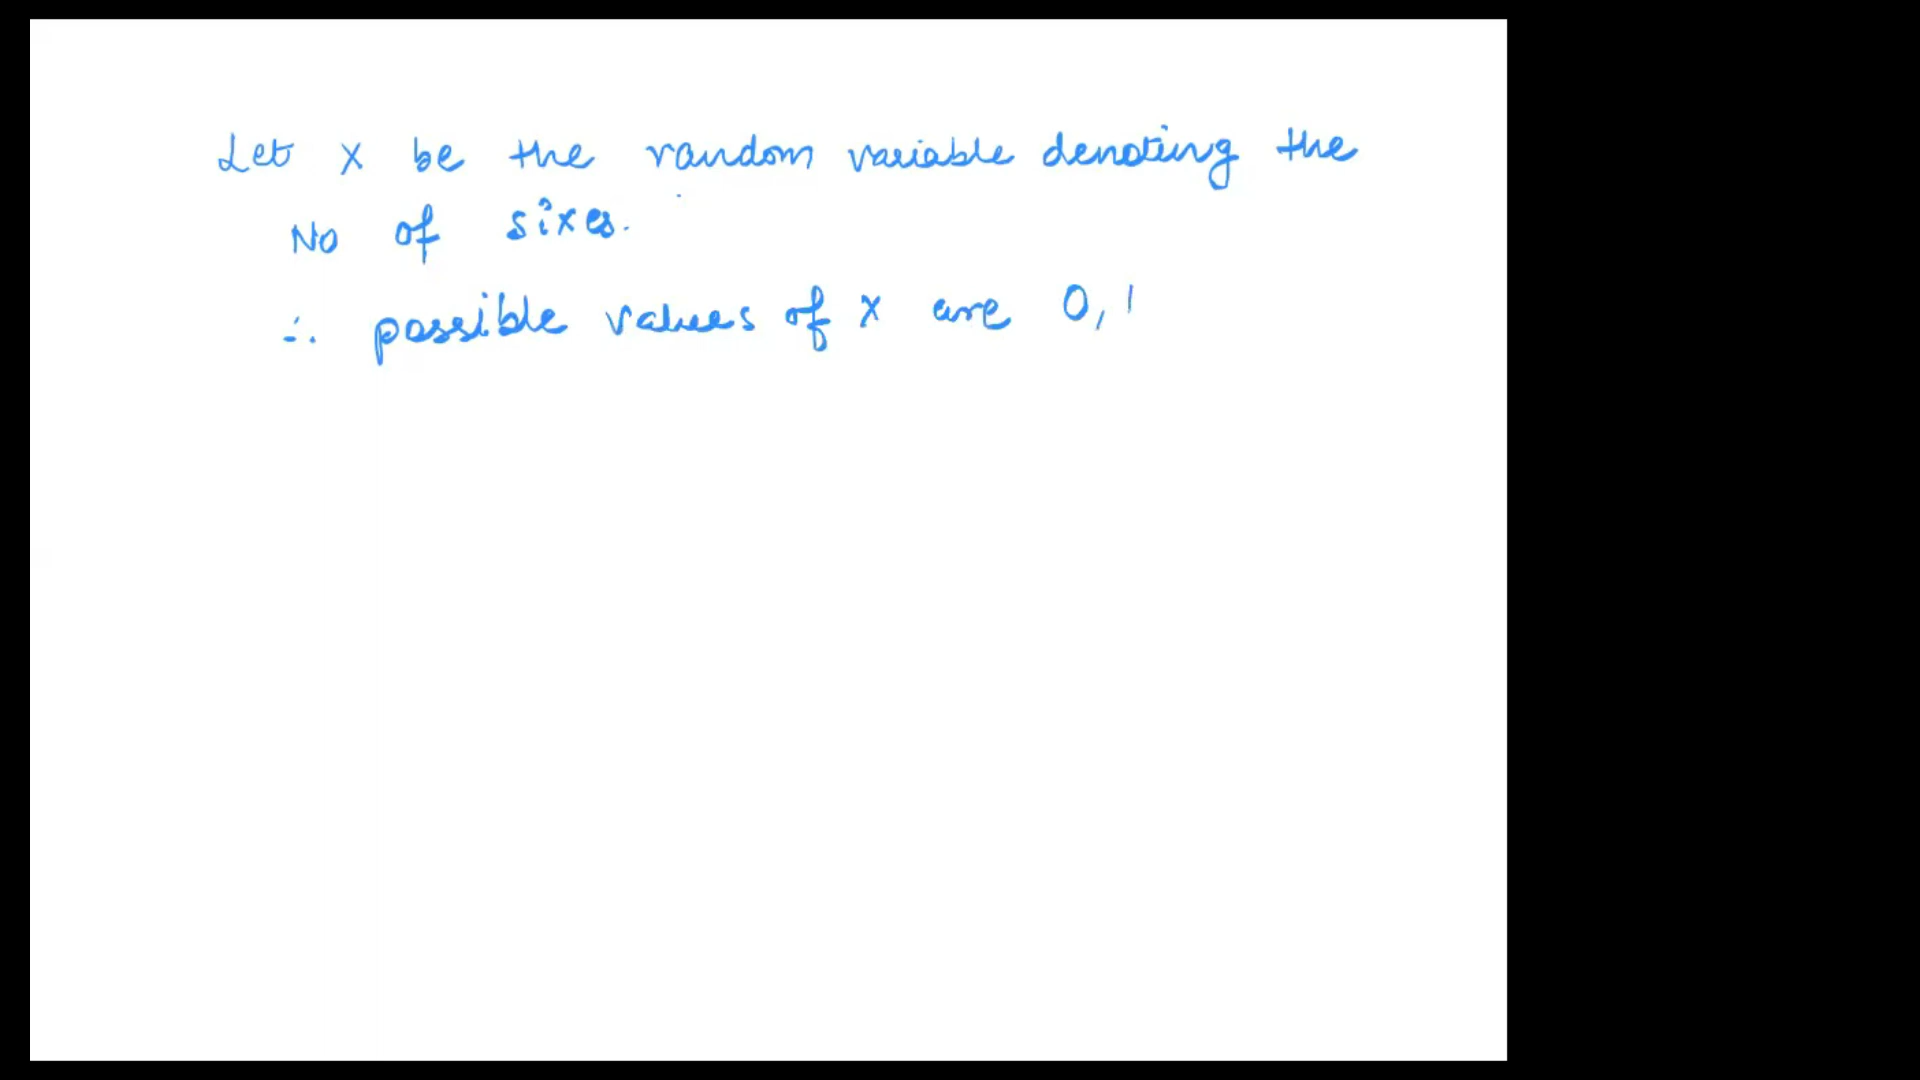 Let X be the random variable denoting the
No of sixes.
∴ possible values of X are 0, 1